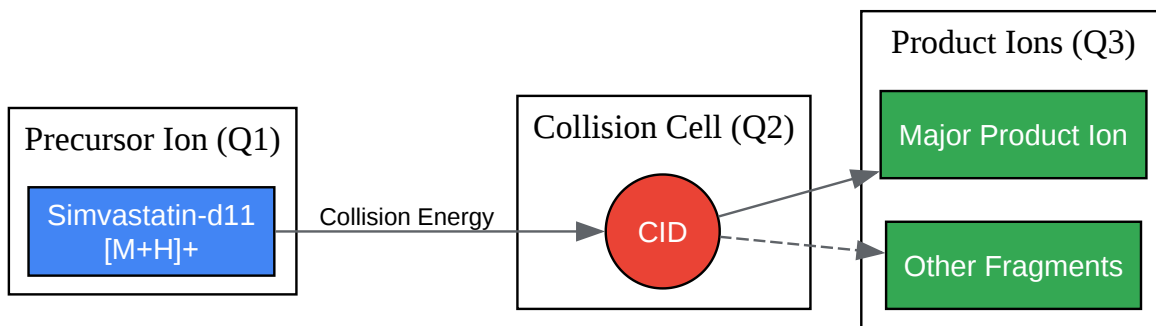 Precursor Ion (Q1)
Simvastatin-d11
[M+H]+
Collision Energy
Collision Cell (Q2)
CID
Product Ions (Q3)
Major Product Ion
Other Fragments